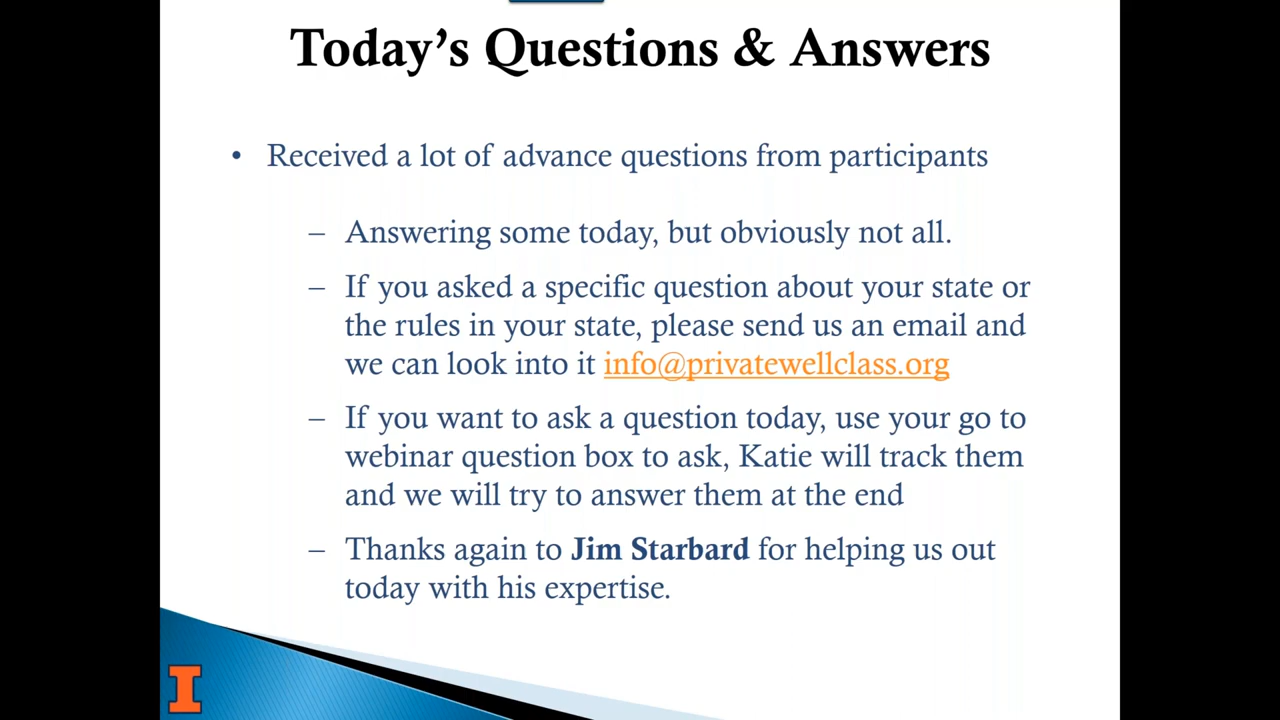 Today’s Questions & Answers
• Received a lot of advance questions from participants
– Answering some today, but obviously not all.
– If you asked a specific question about your state or
the rules in your state, please send us an email and
we can look into it info@privatewellclass.org
– If you want to ask a question today, use your go to
webinar question box to ask, Katie will track them
and we will try to answer them at the end
– Thanks again to Jim Starbard for helping us out
today with his expertise.
I